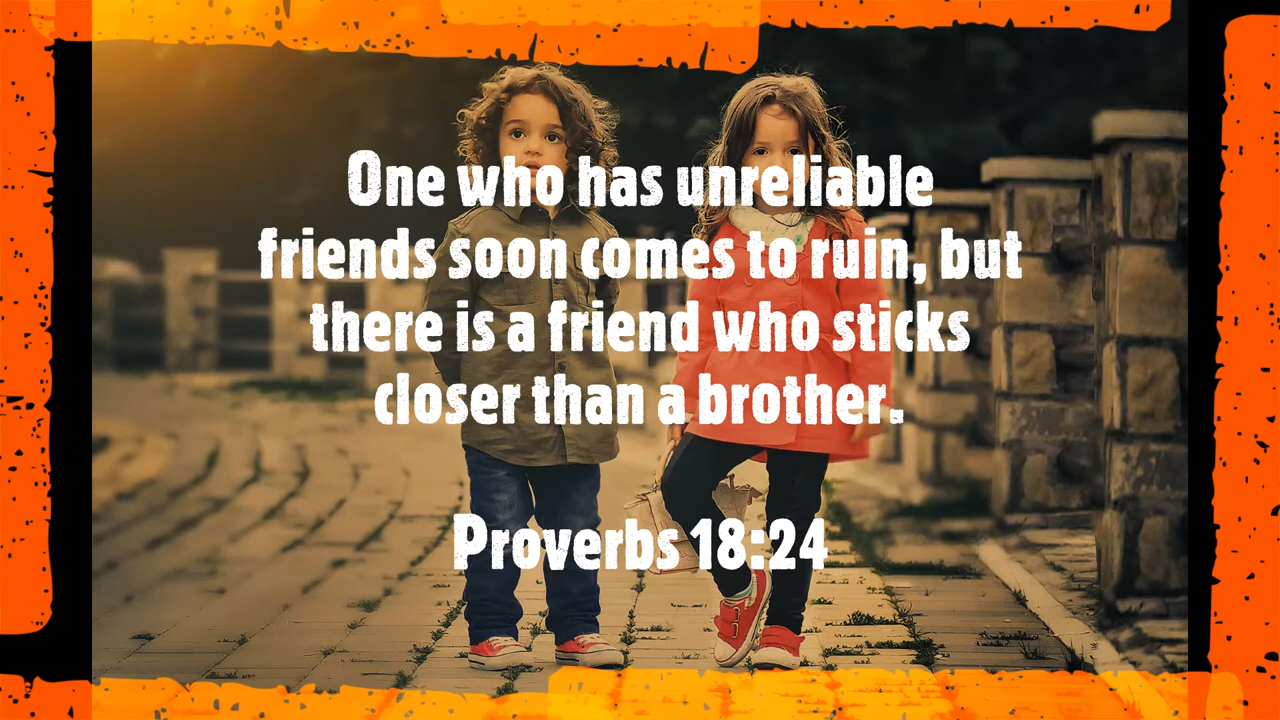 One who has unreliable
friends soon comes to ruin, but
there is a friend who sticks
closer than a brother.
Proverbs 18:24